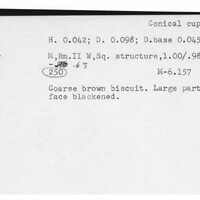 Conical cup
H. 0.042; D. 0.098; D.base 0.045
M,Rm.II W,Sq. structure,1.00/.98
63
250 M-6.157
Coarse brown biscuit. Large part
face blackened.